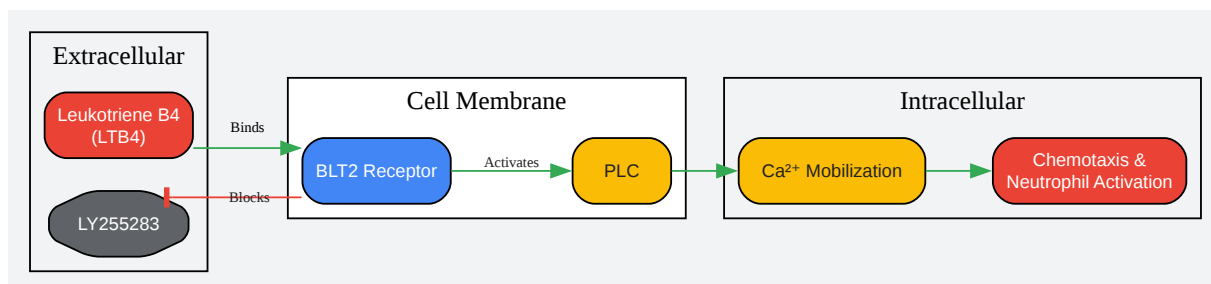 Extracellular
Leukotriene B4
(LTB4)
LY255283
Binds
Blocks
Cell Membrane
BLT2 Receptor
Activates
PLC
Intracellular
Ca²⁺ Mobilization
Chemotaxis &
Neutrophil Activation